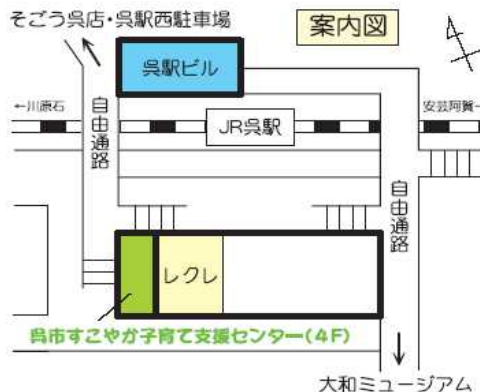 そごう呉店・呉駅西駐車場
案内図
呉駅ビル
←川原石
自由通路
JR呉駅
安芸阿賀→
自由通路
レクレ
呉市すこやか子育て支援センター(4F)
大和ミュージアム